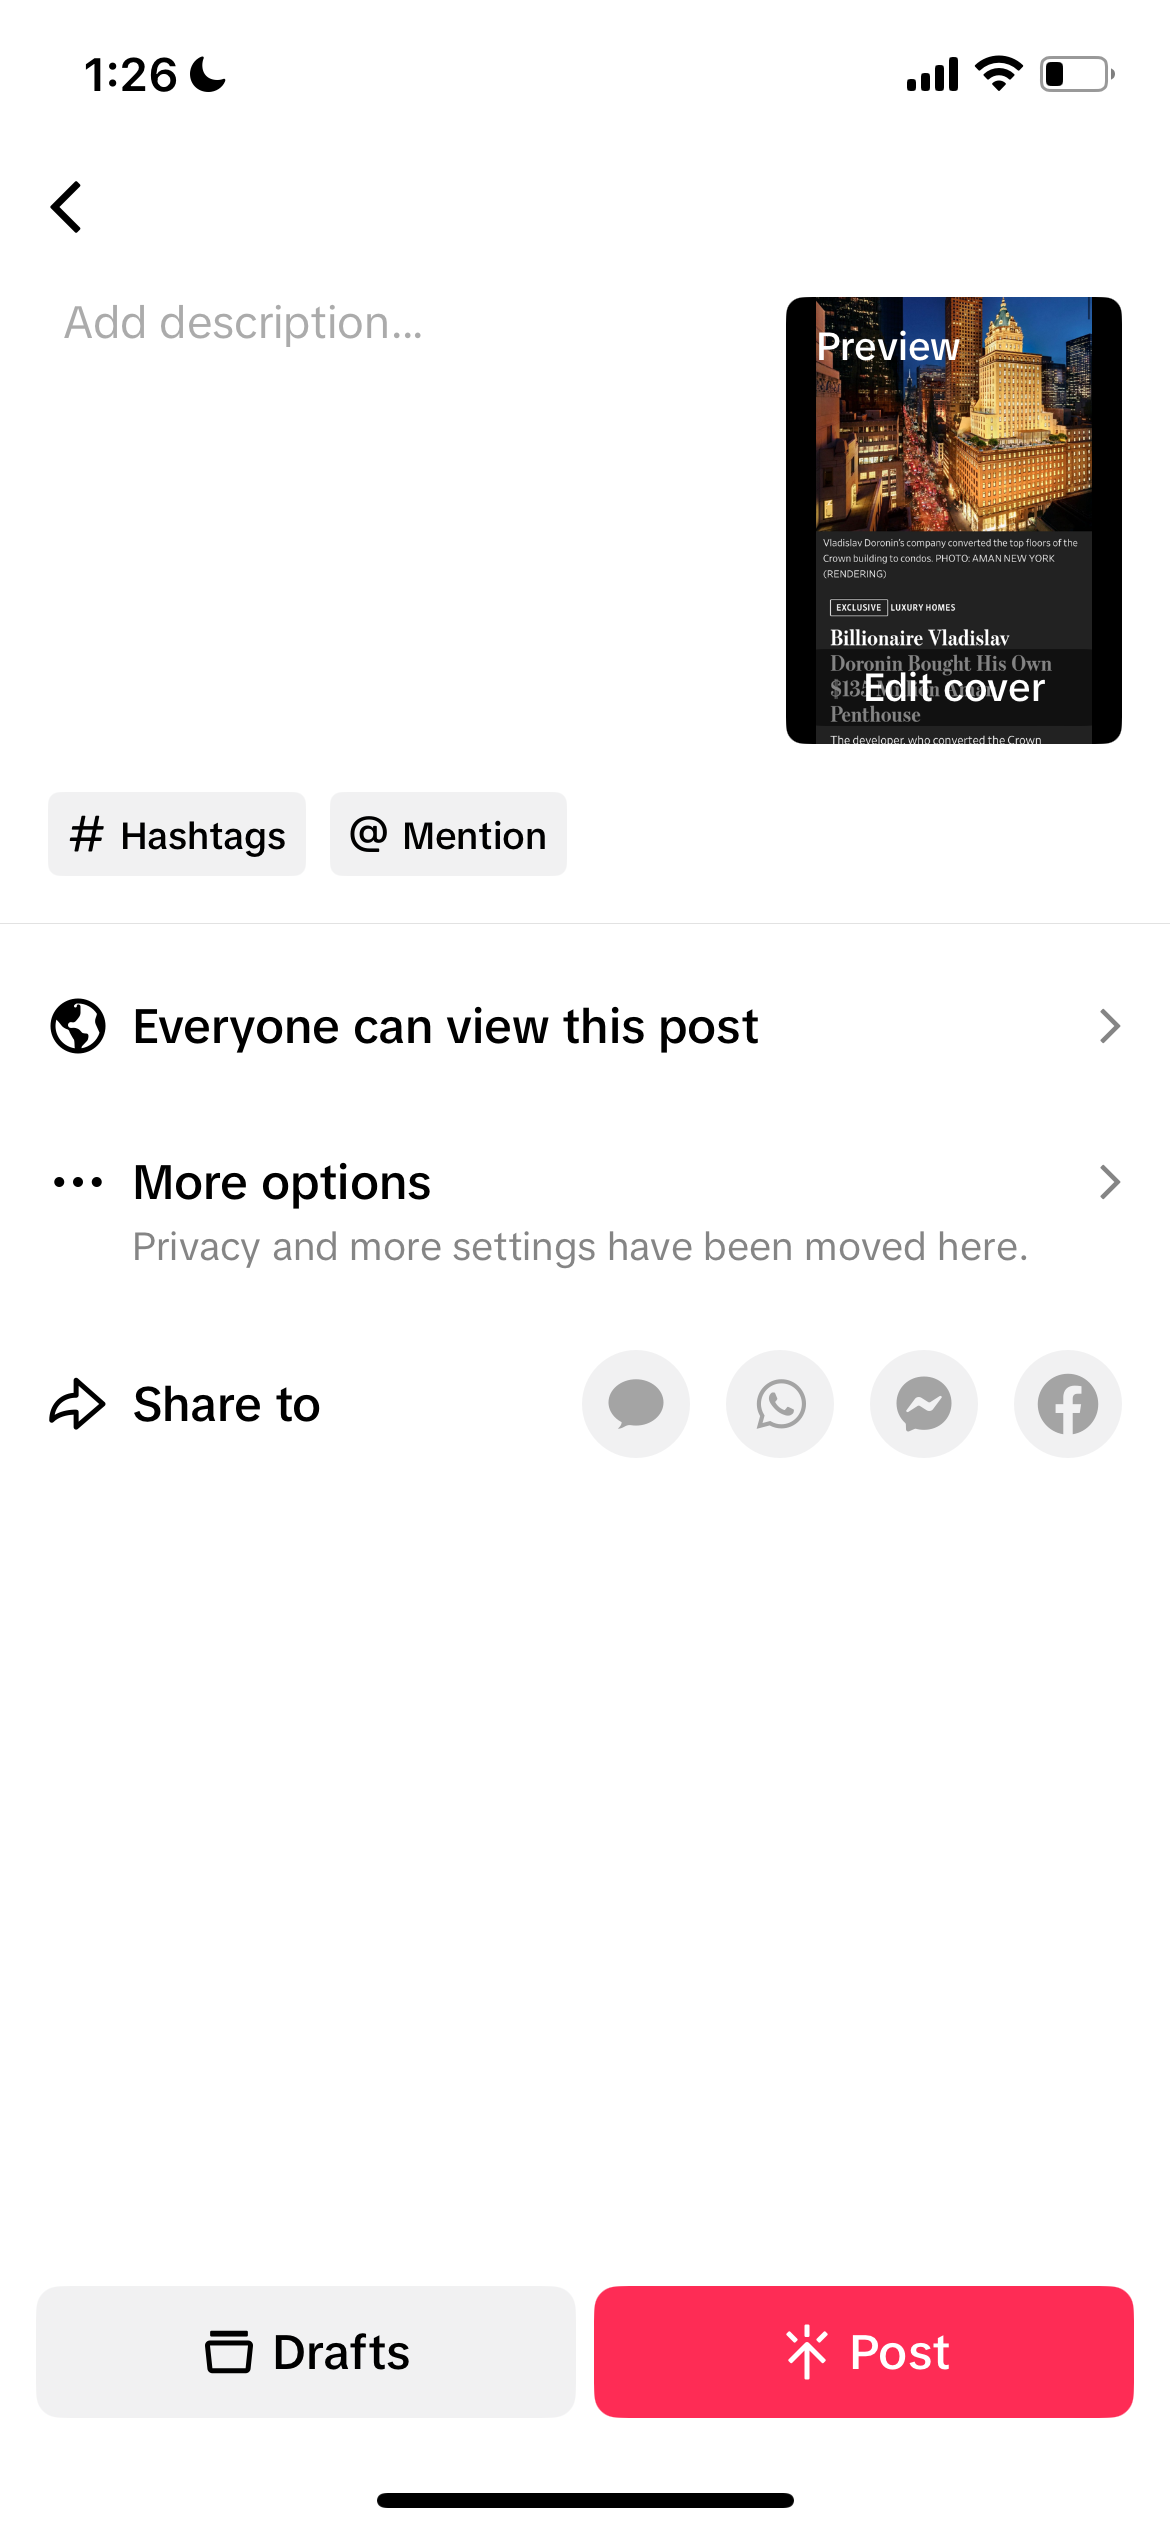 1:26
Add description...
Preview
Vladislav Doronin's company converted the top floors of the
Crown building to condos. PHOTO: AMAN NEW YORK
(RENDERING)
EXCLUSIVE LUXURY HOMES
Billionaire Vladislav
Doronin Bought His Own
$135 Million Aman
Penthouse
Edit cover
The developer, who converted the Crown
# Hashtags
@ Mention
Everyone can view this post
More options
Privacy and more settings have been moved here.
Share to
Drafts
Post